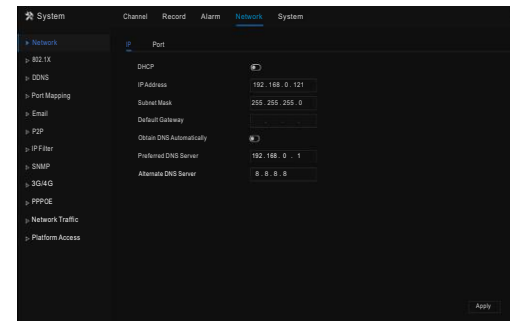 System
Channel Record Alarm Network System
Network
802.1X
DDNS
Port Mapping
Email
P2P
IP Filter
SNMP
3G/4G
PPPOE
Network Traffic
Platform Access
IP Port
DHCP
IP Address 192.168.0.121
Subnet Mask 255.255.255.0
Default Gateway
Obtain DNS Automatically
Preferred DNS Server 192.168.0.1
Alternate DNS Server 8.8.8.8
Apply